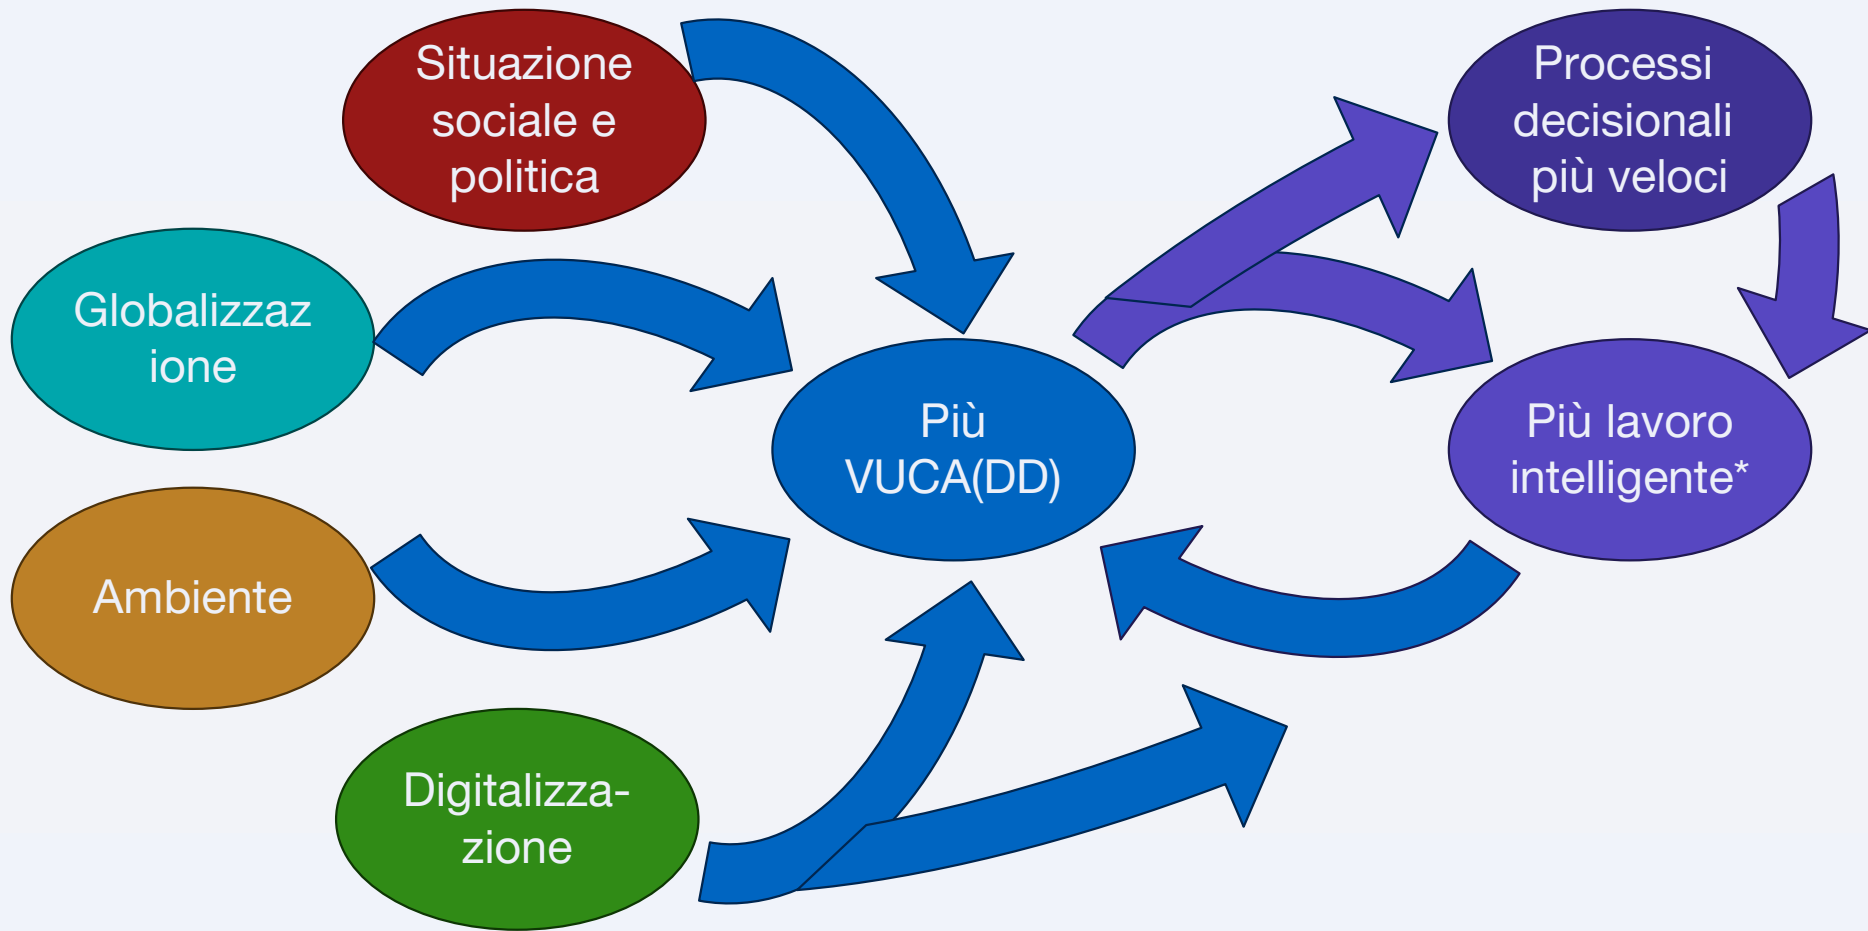 Situazione
sociale e
politica
Processi
decisionali
più veloci
Globalizzaz
ione
Più
VUCA(DD)
Più lavoro
intelligente*
Ambiente
Digitalizza-
zione